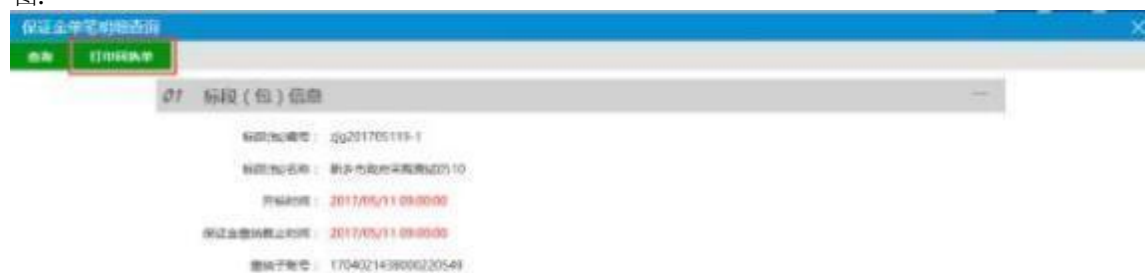 图:
保证金单笔明细查询
查询 打印回执单
01 标段（包）信息
标段(包)编号： zjg201705119-1
标段(包)名称： 新乡市政府采购测试0510
开标时间： 2017/05/11 09:00:00
保证金缴纳截止时间： 2017/05/11 09:00:00
缴纳子账号： 1704021438000220549